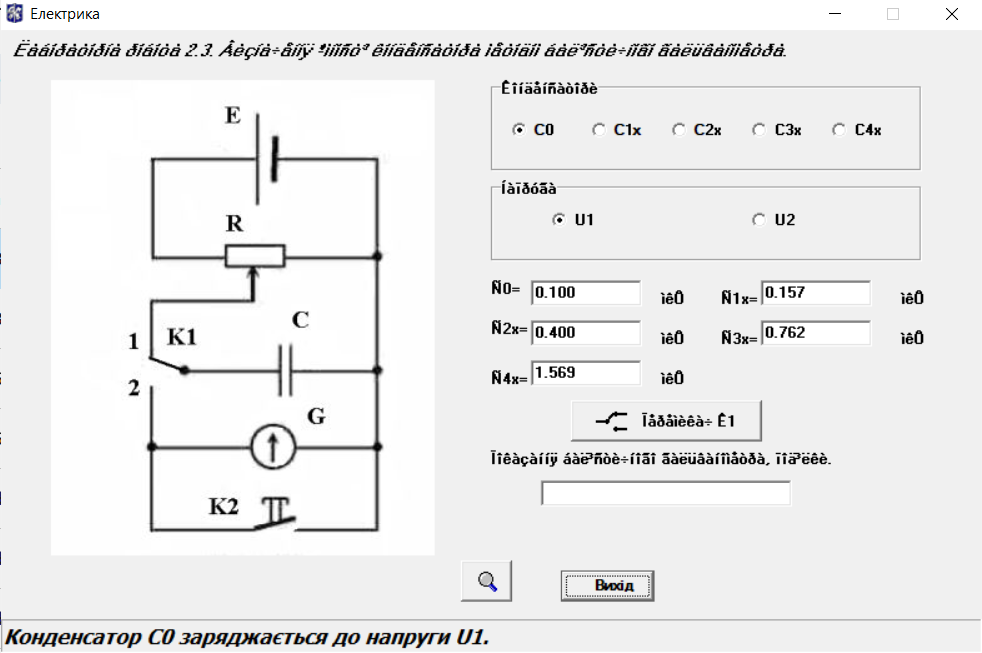 Електрика
Ëàáîðàòîðíà ðîáîòà 2.3. Âèçíà÷åííÿ ºìíîñò³ êîíäåíñàòîðà ìåòîäîì áàë³ñòè÷íîãî ãàëüâàíîìåòðà.
E
R
C
1
K1
2
G
K2
Êîíäåíñàòîðè
C0
C1x
C2x
C3x
C4x
Íàïðóãà
U1
U2
Ñ0= 0.100 ìêÔ
Ñ1x= 0.157 ìêÔ
Ñ2x= 0.400 ìêÔ
Ñ3x= 0.762 ìêÔ
Ñ4x= 1.569 ìêÔ
Ïåðåìèêà÷ Ê1
Ïîêàçàííÿ áàë³ñòè÷íîãî ãàëüâàíîìåòðà, ïîä³ëêè.
Вихід
Конденсатор C0 заряджається до напруги U1.